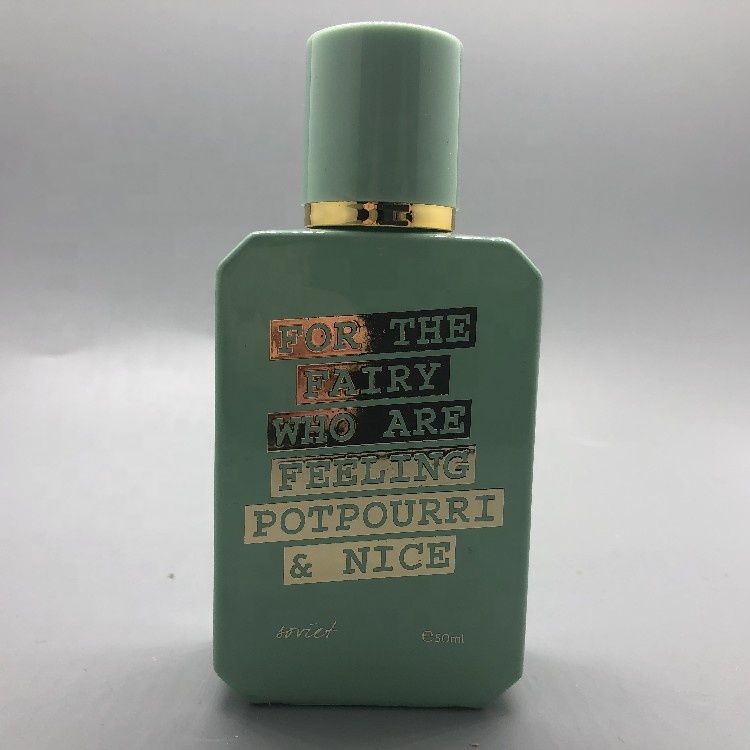 FOR THE
FAIRY
WHO ARE
FEELING
POTPOURRI
& NICE
soviet
℮50ml